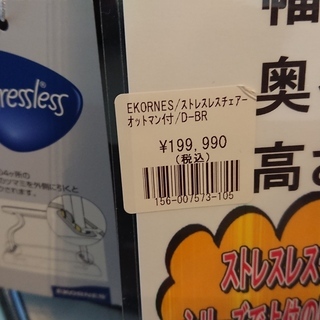 ressless
EKORNES/ストレスレスチェアー
オットマン付/D-BR
¥199,990
(税込)
156-007573-105
幅
奥
高さ
ストレスレス